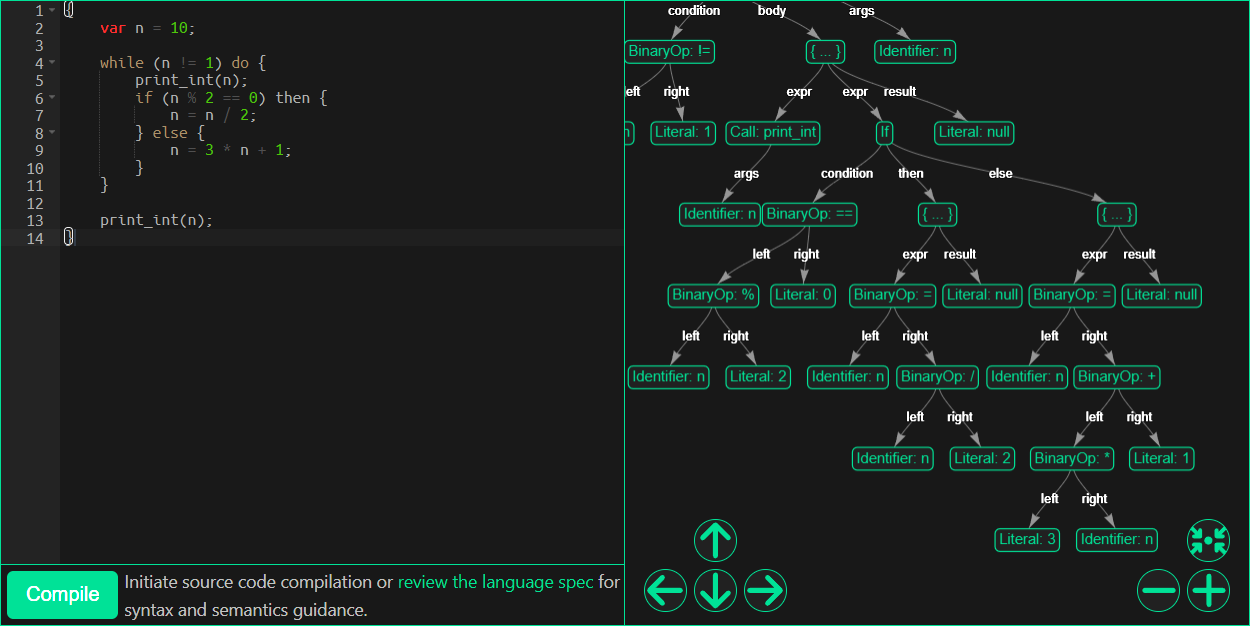 1 {
2 var n = 10;
3
4 while (n != 1) do {
5 print_int(n);
6 if (n % 2 == 0) then {
7 n = n / 2;
8 } else {
9 n = 3 * n + 1;
10 }
11 }
12
13 print_int(n);
14 }
Compile
Initiate source code compilation or review the language spec for
syntax and semantics guidance.
condition body args
BinaryOp: != { ... } Identifier: n
eft right expr expr result
n Literal: 1 Call: print_int If Literal: null
args condition then else
Identifier: n BinaryOp: == { ... } { ... }
left right expr result expr result
BinaryOp: % Literal: 0 BinaryOp: = Literal: null BinaryOp: = Literal: null
left right left right left right
Identifier: n Literal: 2 Identifier: n BinaryOp: / Identifier: n BinaryOp: +
left right left right
Identifier: n Literal: 2 BinaryOp: * Literal: 1
left right
Literal: 3 Identifier: n